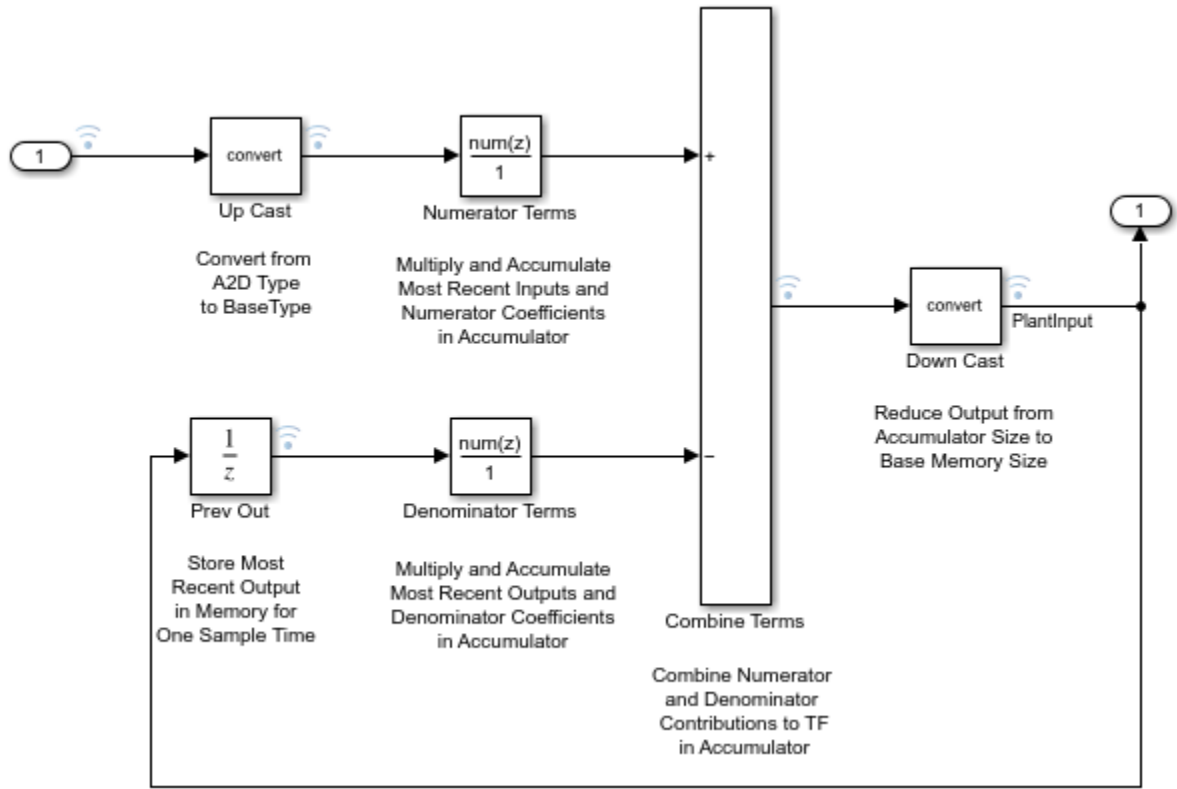 1
convert
Up Cast
Convert from
A2D Type
to BaseType
num(z)
1
Numerator Terms
Multiply and Accumulate
Most Recent Inputs and
Numerator Coefficients
in Accumulator
+
−
Combine Terms
Combine Numerator
and Denominator
Contributions to TF
in Accumulator
convert
PlantInput
Down Cast
Reduce Output from
Accumulator Size to
Base Memory Size
1
1
z
Prev Out
Store Most
Recent Output
in Memory for
One Sample Time
num(z)
1
Denominator Terms
Multiply and Accumulate
Most Recent Outputs and
Denominator Coefficients
in Accumulator